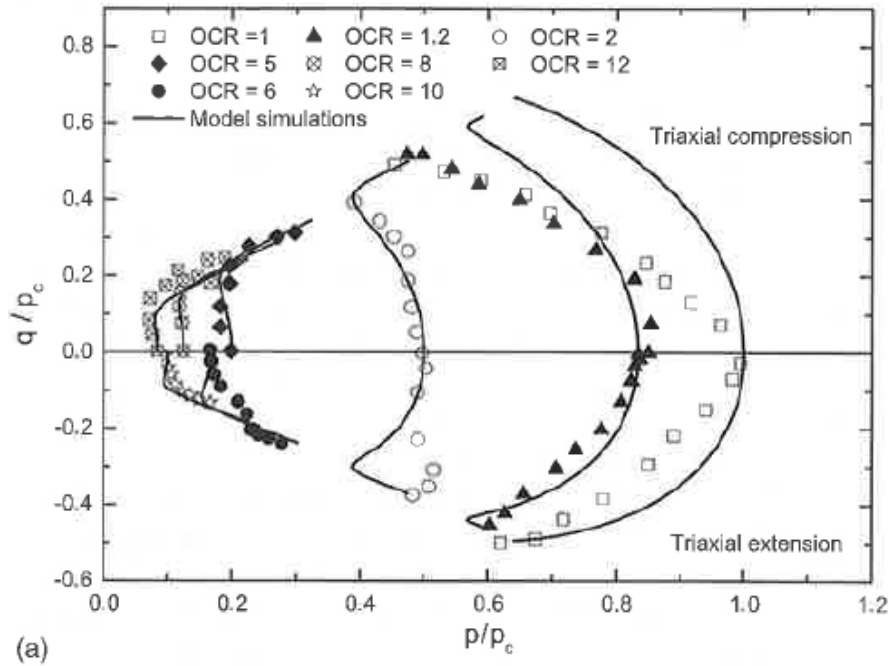 0.8
0.6
0.4
0.2
0.0
-0.2
-0.4
-0.6
q / pc
OCR =1 OCR = 1.2 OCR = 2
OCR = 5 OCR = 8 OCR = 12
OCR = 6 OCR = 10
Model simulations
Triaxial compression
Triaxial extension
0.0 0.2 0.4 0.6 0.8 1.0 1.2
p/pc
(a)